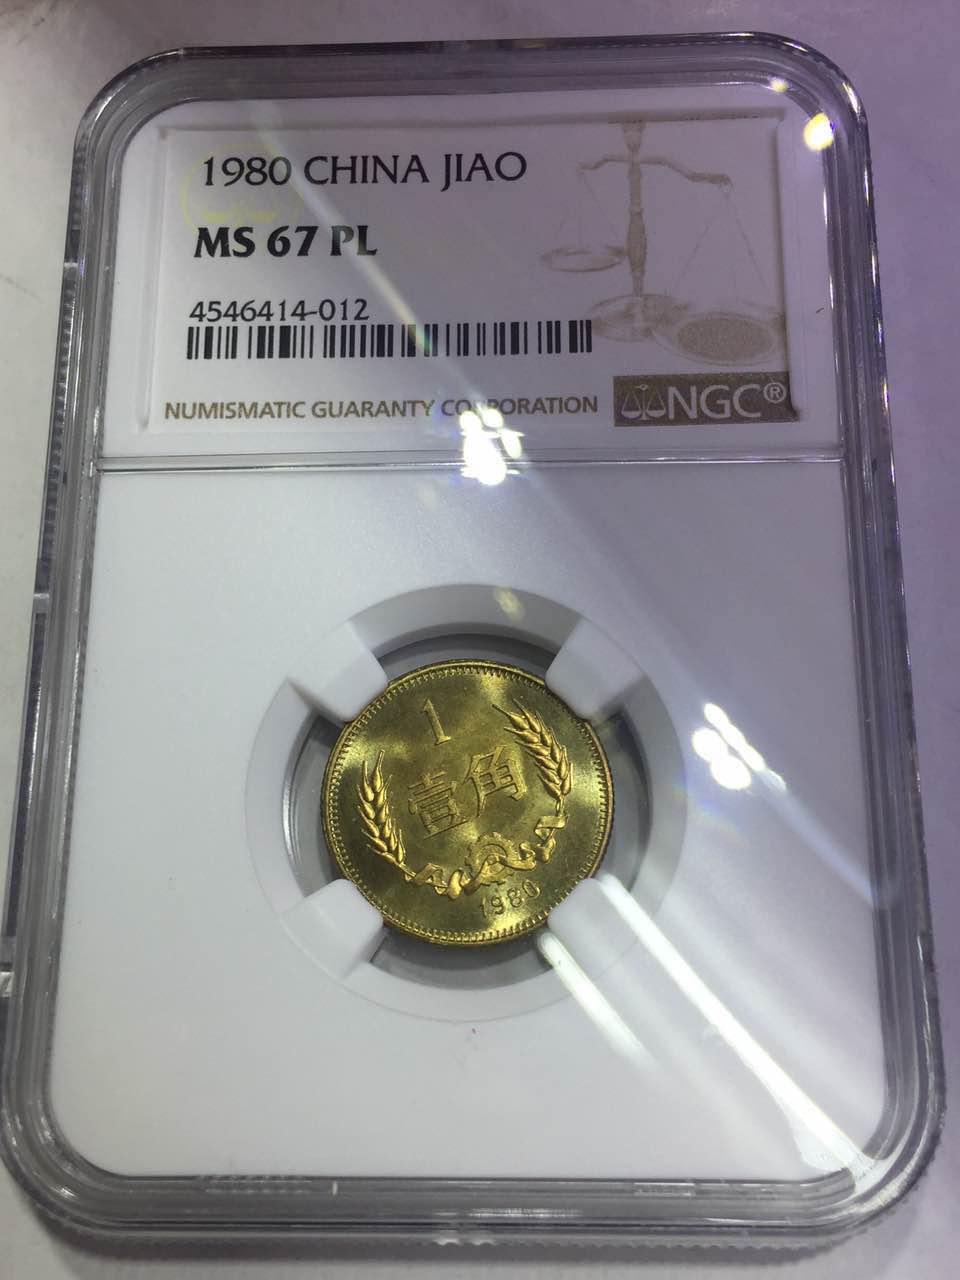 1980 CHINA JIAO
MS 67 PL
4546414-012
NUMISMATIC GUARANTY CORPORATION
NGC®
1
壹角
1980